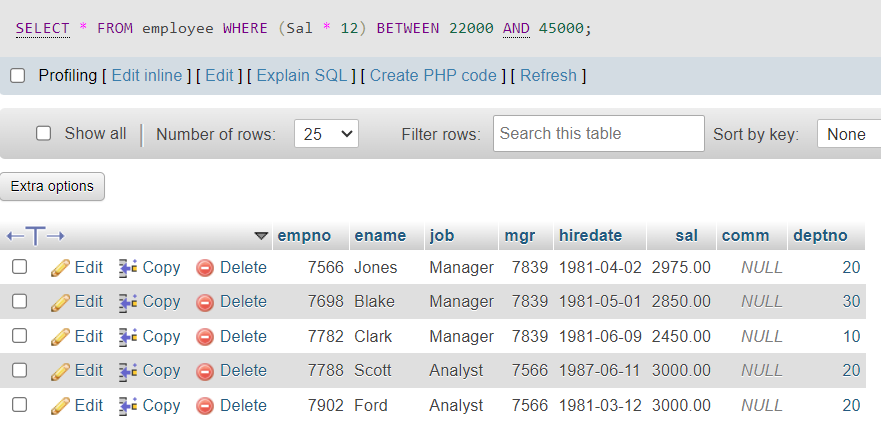 SELECT * FROM employee WHERE (Sal * 12) BETWEEN 22000 AND 45000;
Profiling [ Edit inline ] [ Edit ] [ Explain SQL ] [ Create PHP code ] [ Refresh ]
Show all Number of rows: 25 Filter rows: Search this table Sort by key: None
Extra options
empno ename job mgr hiredate sal comm deptno
Edit Copy Delete 7566 Jones Manager 7839 1981-04-02 2975.00 NULL 20
Edit Copy Delete 7698 Blake Manager 7839 1981-05-01 2850.00 NULL 30
Edit Copy Delete 7782 Clark Manager 7839 1981-06-09 2450.00 NULL 10
Edit Copy Delete 7788 Scott Analyst 7566 1987-06-11 3000.00 NULL 20
Edit Copy Delete 7902 Ford Analyst 7566 1981-03-12 3000.00 NULL 20